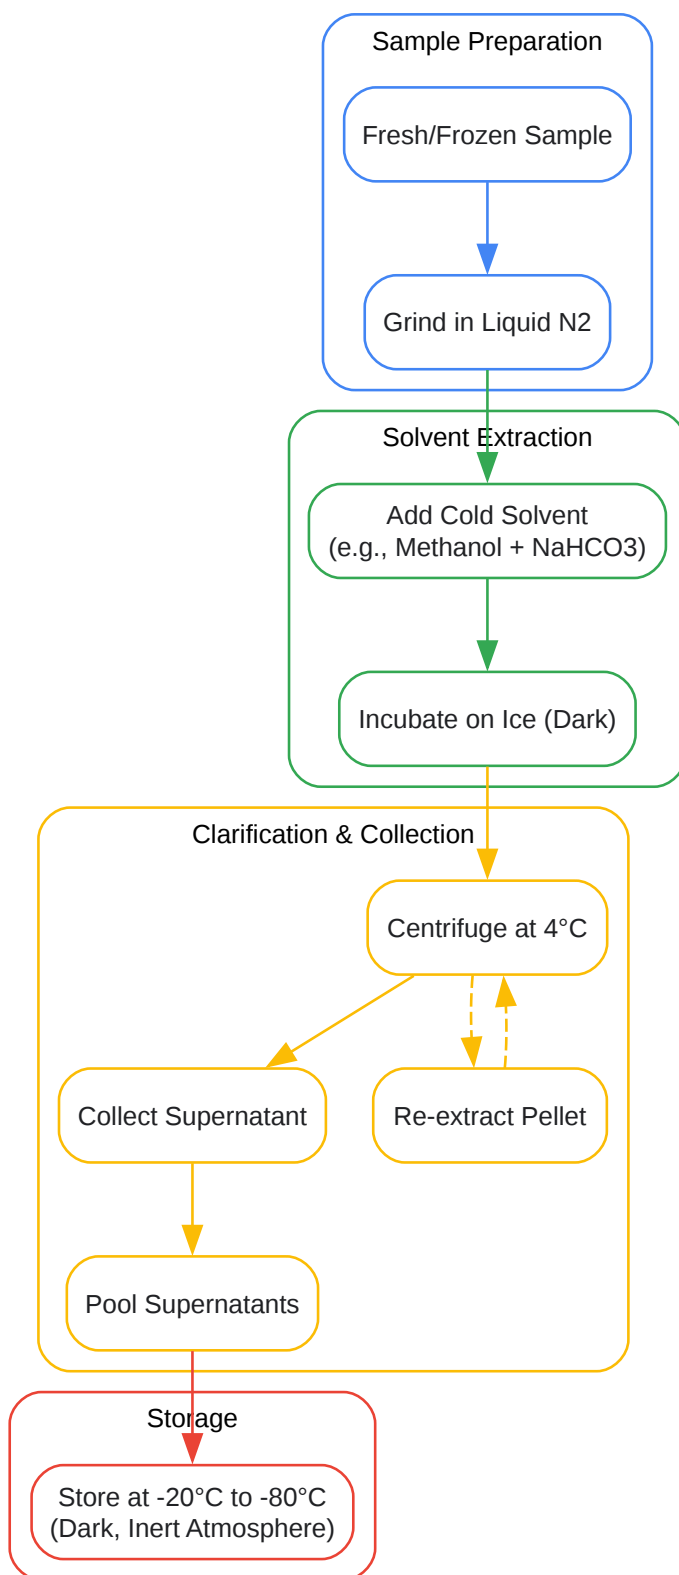 Sample Preparation
Fresh/Frozen Sample
Grind in Liquid N2
Solvent Extraction
Add Cold Solvent
(e.g., Methanol + NaHCO3)
Incubate on Ice (Dark)
Clarification & Collection
Centrifuge at 4°C
Collect Supernatant
Re-extract Pellet
Pool Supernatants
Storage
Store at -20°C to -80°C
(Dark, Inert Atmosphere)